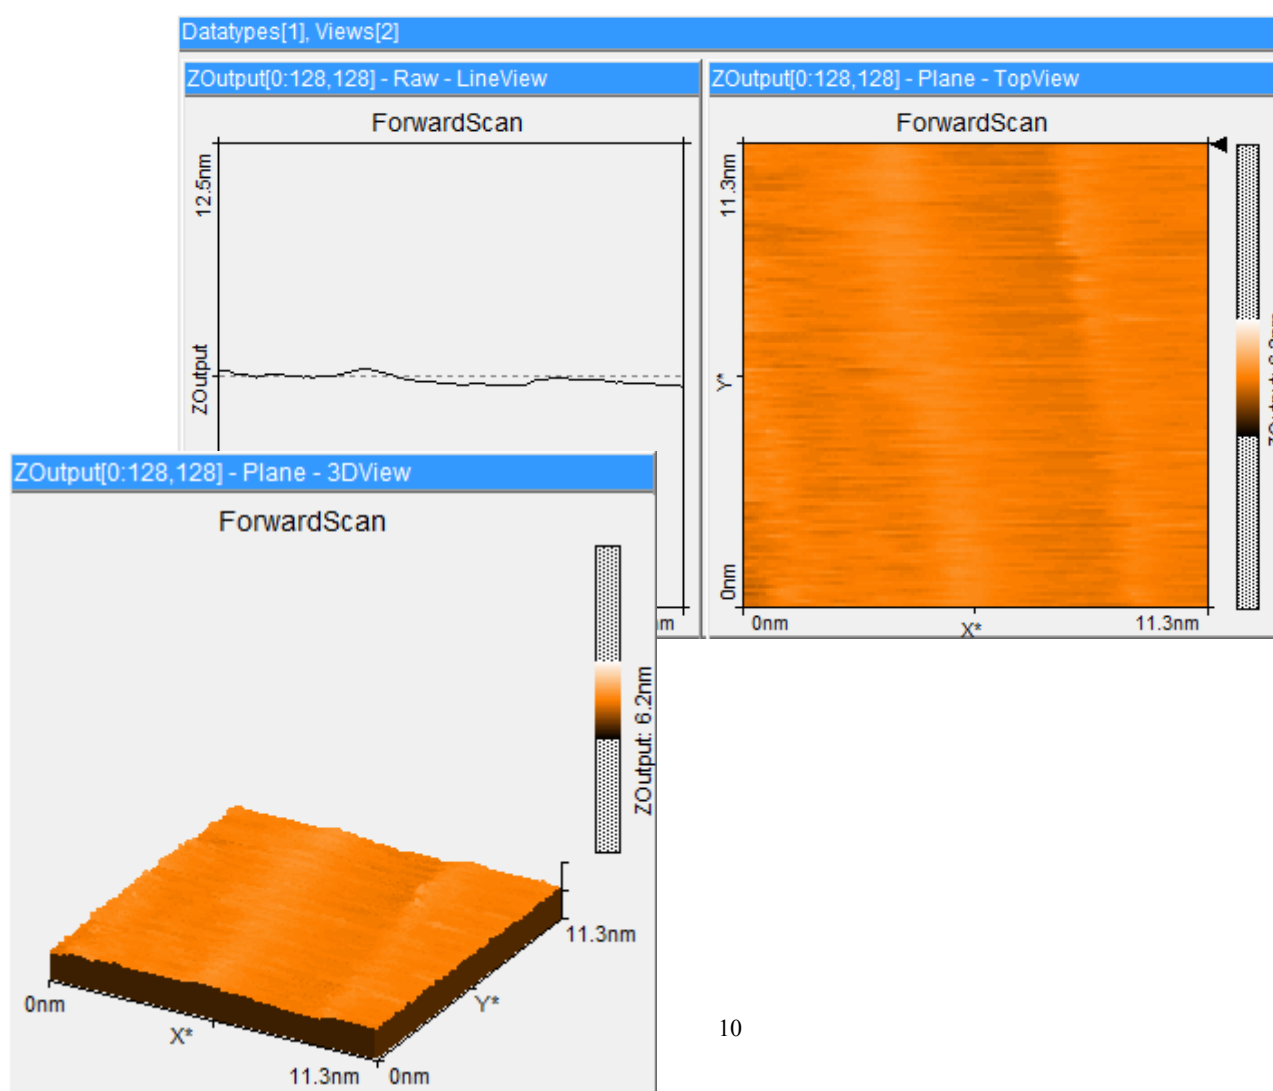 Datatypes[1], Views[2]
ZOutput[0:128,128] - Raw - LineView
ForwardScan
12.5nm
ZOutput
ZOutput[0:128,128] - Plane - TopView
ForwardScan
11.3nm
Y*
0nm
0nm
X*
11.3nm
ZOutput[0:128,128] - Plane - 3DView
ForwardScan
ZOutput: 6.2nm
11.3nm
Y*
0nm
X*
11.3nm
0nm
10